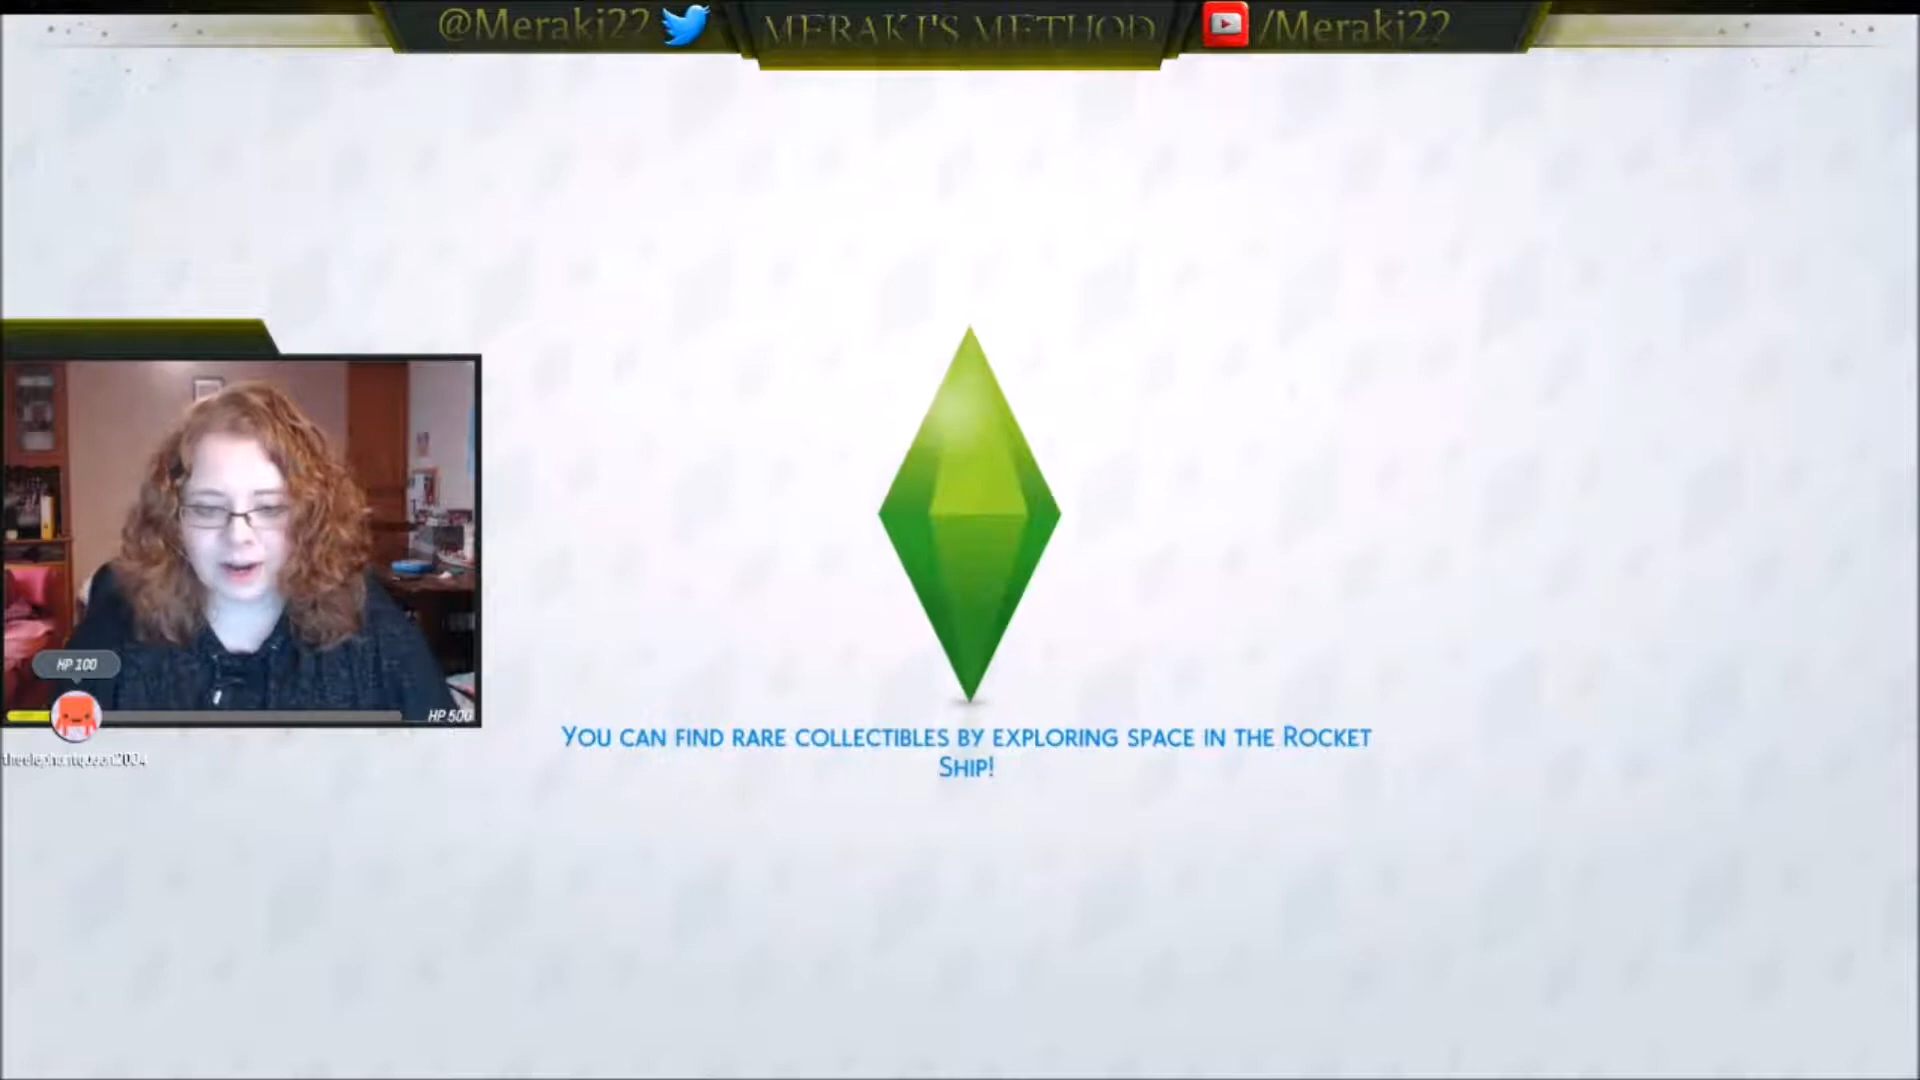 @Meraki22
MERAKI'S METHOD
/Meraki22
HP 100
HP 500
theelephantqueen2004
YOU CAN FIND RARE COLLECTIBLES BY EXPLORING SPACE IN THE ROCKET
SHIP!